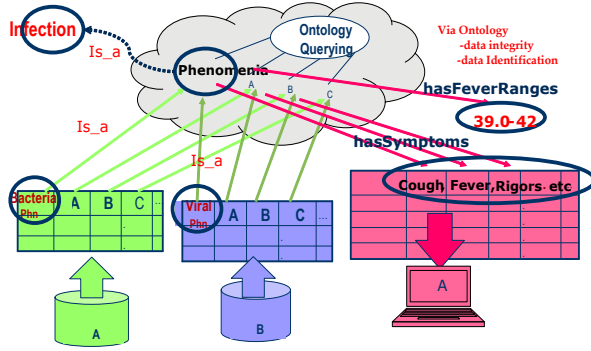 Infection
Is_a
Ontology
Querying
Via Ontology
-data integrity
-data Identification
Phenomenia
A
B
C
hasFeverRanges
39.0-42
Is_a
hasSymptoms
Is_a
Cough, Fever,Rigors. etc
Bacteria
Phn
A B C ..
Viral
Phn.
A B C ...
A
A
B